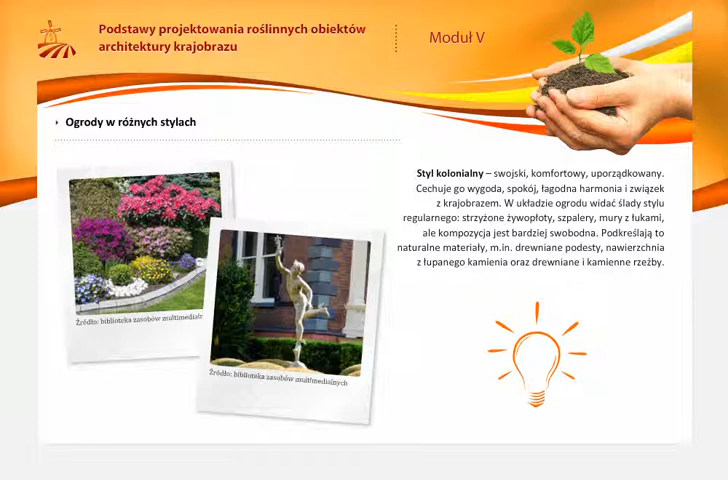 Podstawy projektowania roślinnych obiektów
architektury krajobrazu
Moduł V
Ogrody w różnych stylach
Styl kolonialny – swojski, komfortowy, uporządkowany.
Cechuje go wygoda, spokój, łagodna harmonia i związek
z krajobrazem. W układzie ogrodu widać ślady stylu
regularnego: strzyżone żywopłoty, szpalery, mury z łukami,
ale kompozycja jest bardziej swobodna. Podkreślają to
naturalne materiały, m.in. drewniane podesty, nawierzchnia
z łupanego kamienia oraz drewniane i kamienne rzeźby.
Źródło: biblioteka zasobów
Źródło: biblioteka zasobów multimedialnych